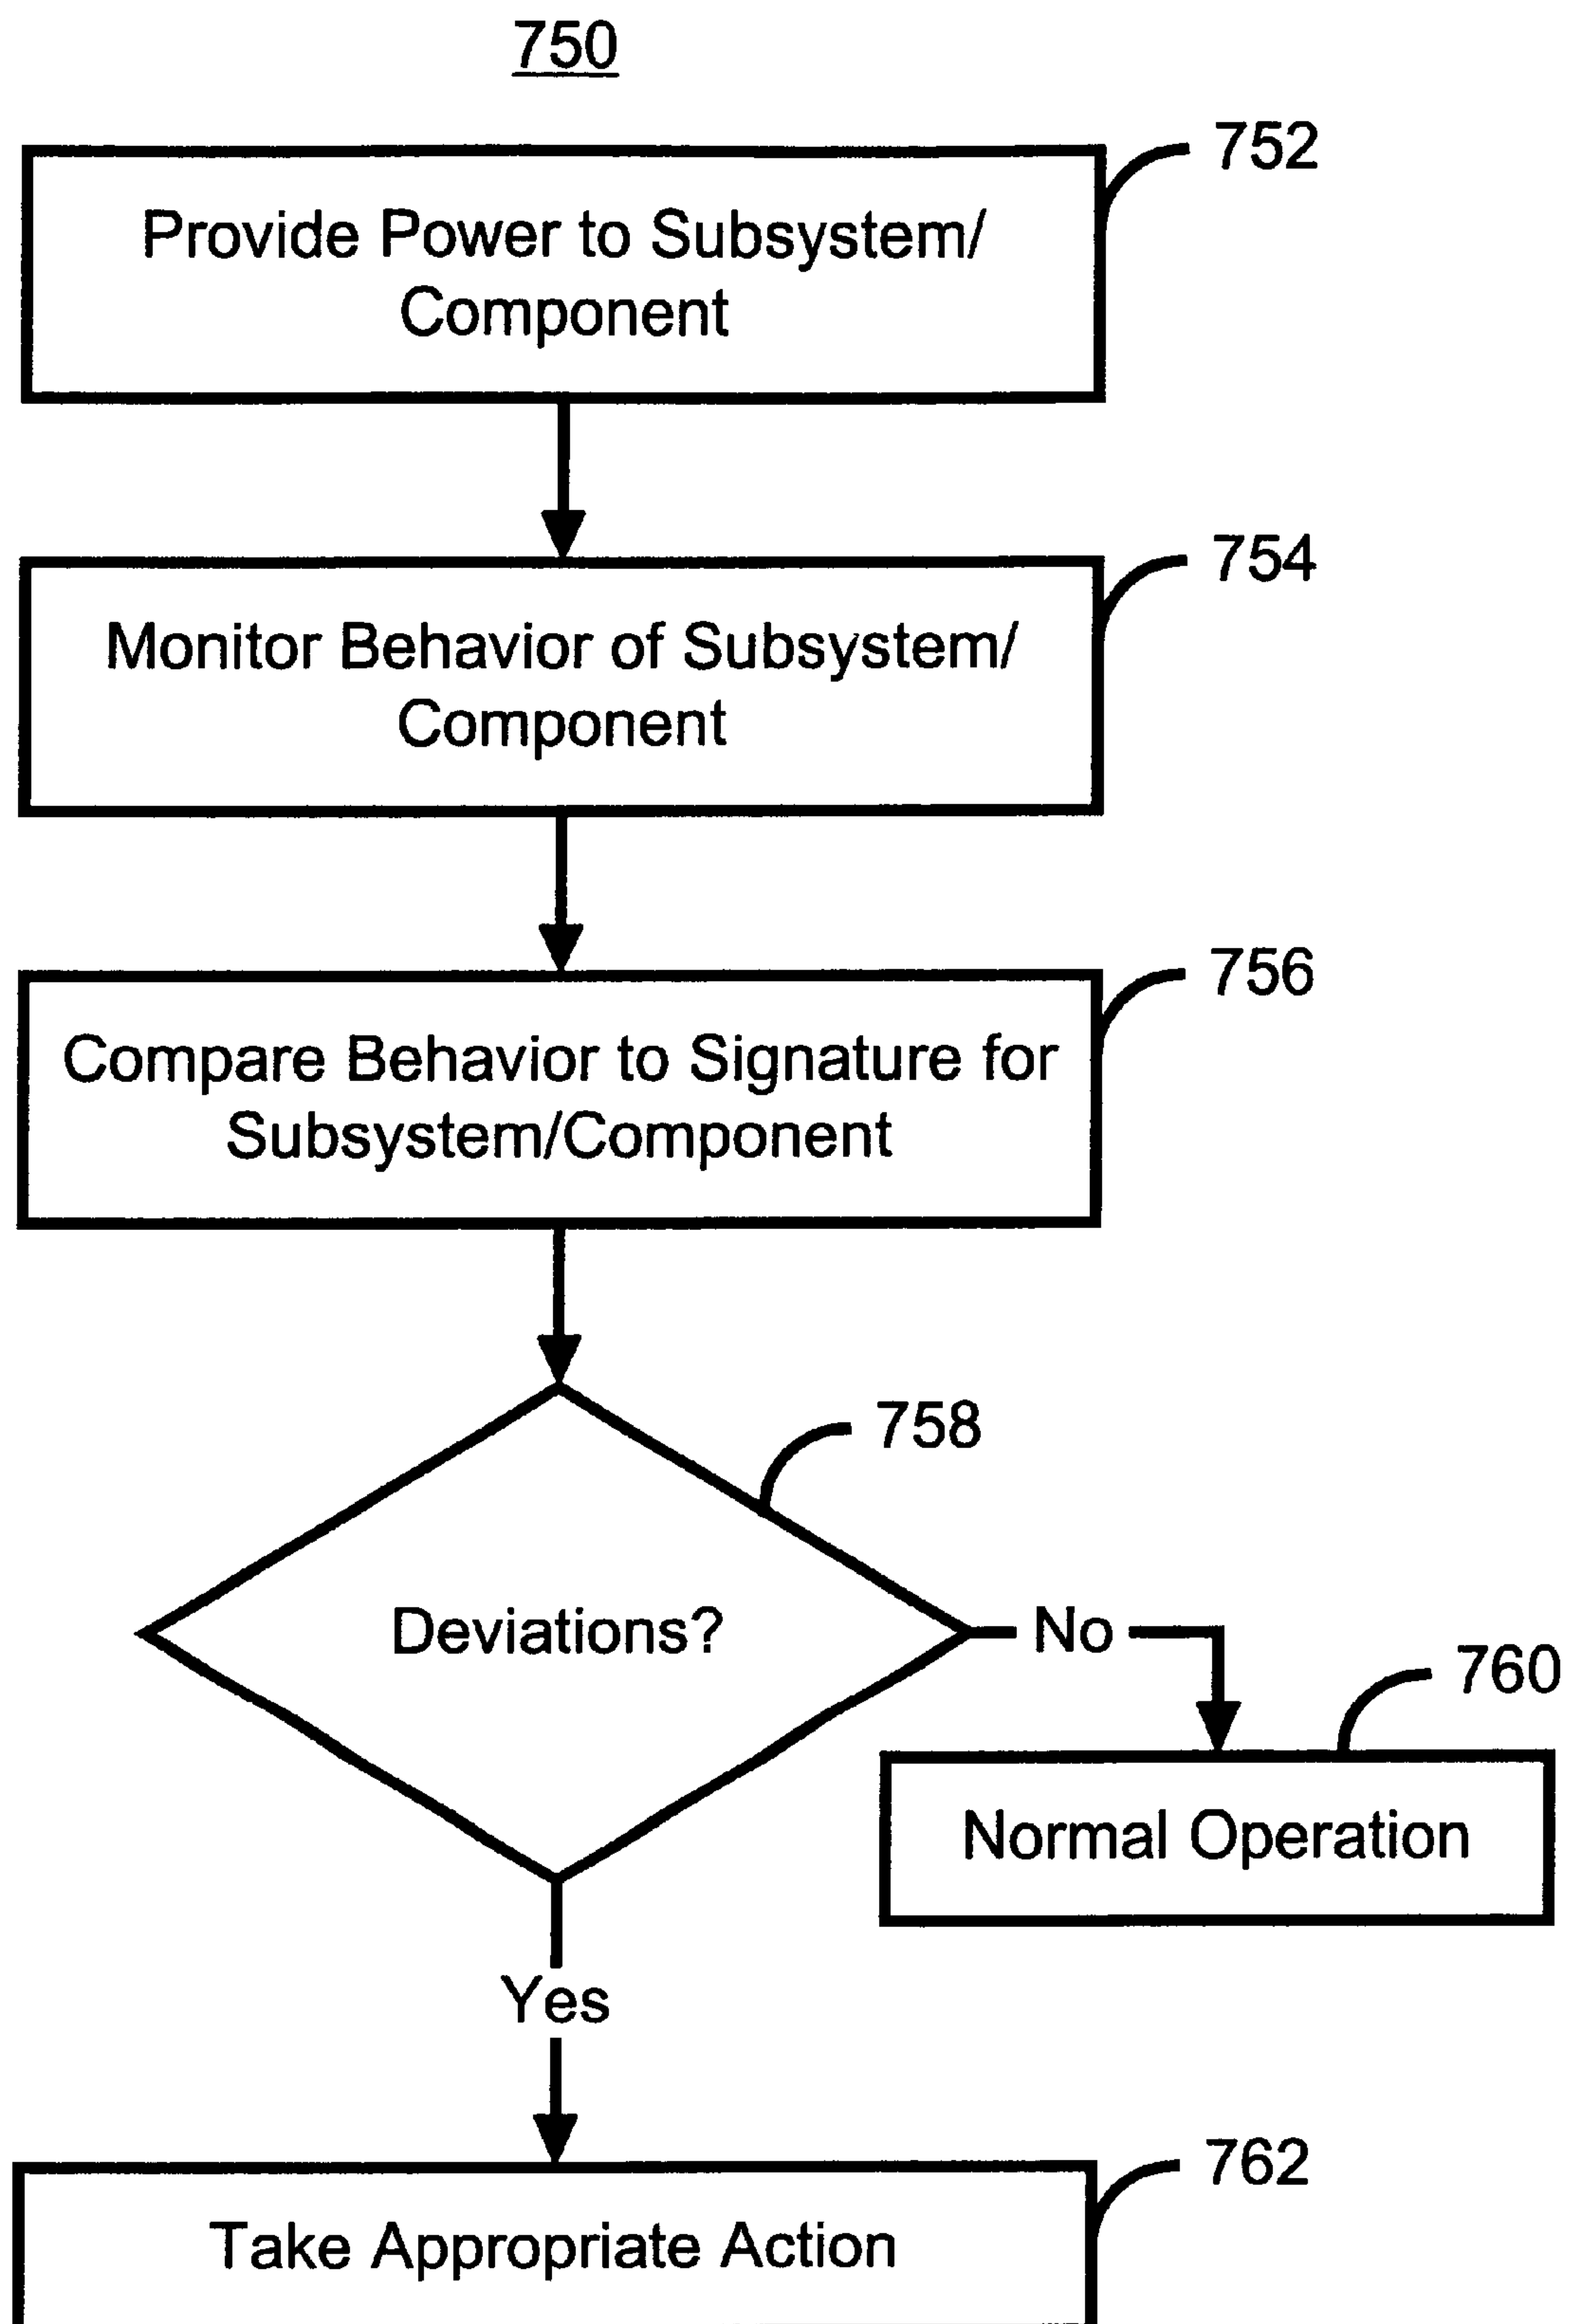 750
752
Provide Power to Subsystem/
Component
754
Monitor Behavior of Subsystem/
Component
756
Compare Behavior to Signature for
Subsystem/Component
758
Deviations?
No
760
Normal Operation
Yes
762
Take Appropriate Action